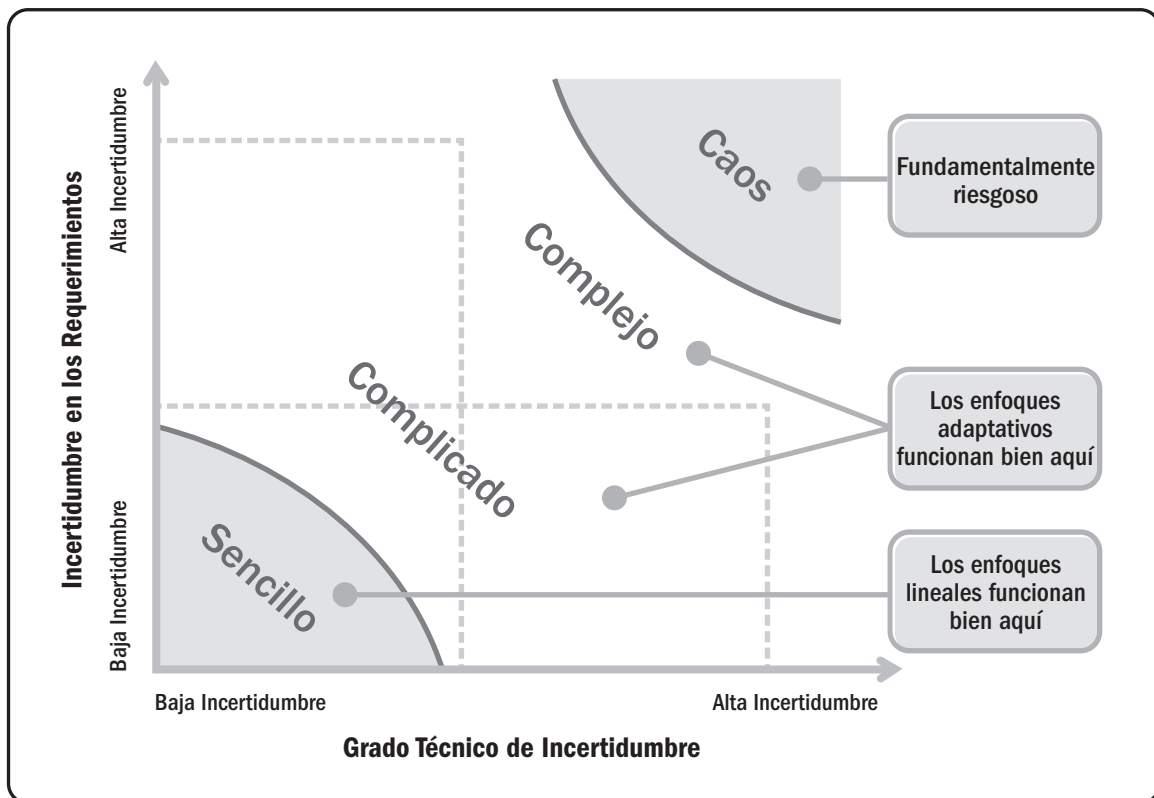 Incertidumbre en los Requerimientos
Alta Incertidumbre
Baja Incertidumbre
Caos
Complejo
Complicado
Sencillo
Fundamentalmente
riesgoso
Los enfoques
adaptativos
funcionan bien aquí
Los enfoques
lineales funcionan
bien aquí
Baja Incertidumbre
Alta Incertidumbre
Grado Técnico de Incertidumbre